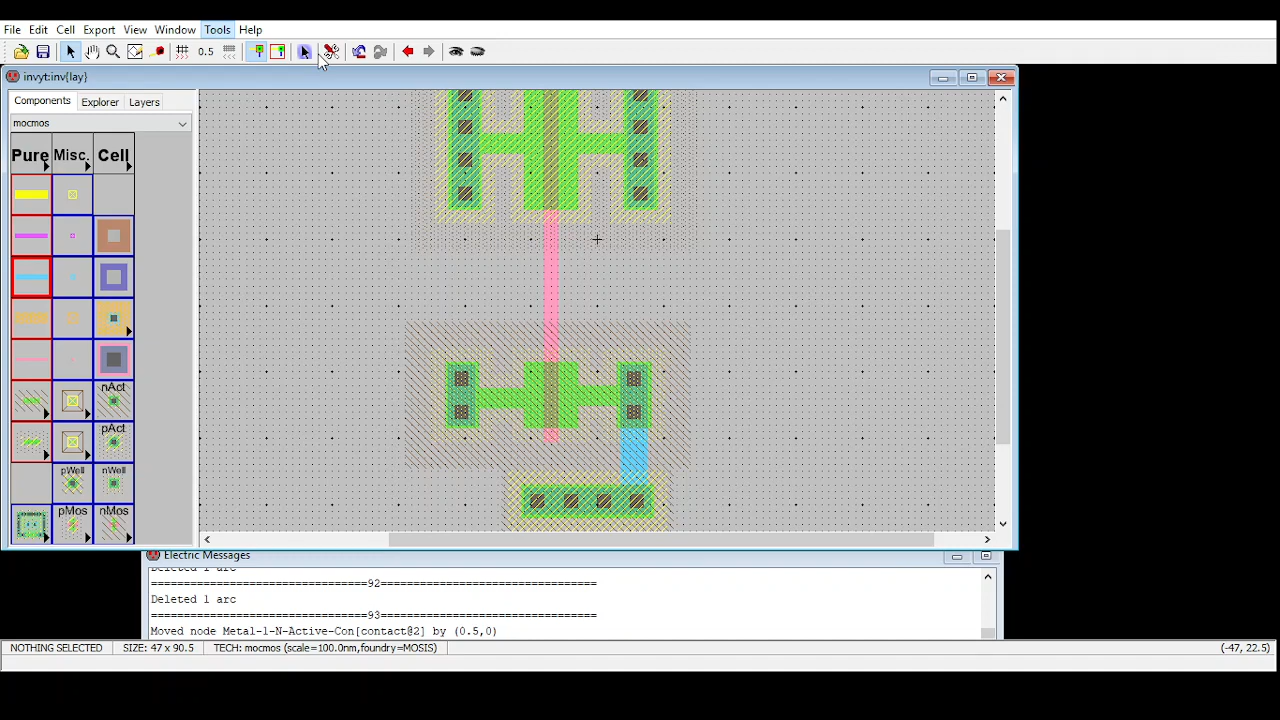 File Edit Cell Export View Window Tools Help
0.5
invyt:inv{lay}
Components Explorer Layers
mocmos
Pure Misc. Cell
nAct
pAct
pWell nWell
pMos nMos
Electric Messages
Deleted 1 arc
=================================92================================
Deleted 1 arc
=================================93================================
Moved node Metal-1-N-Active-Con[contact@2] by (0.5,0)
NOTHING SELECTED SIZE: 47 x 90.5 TECH: mocmos (scale=100.0nm,foundry=MOSIS) (-47, 22.5)